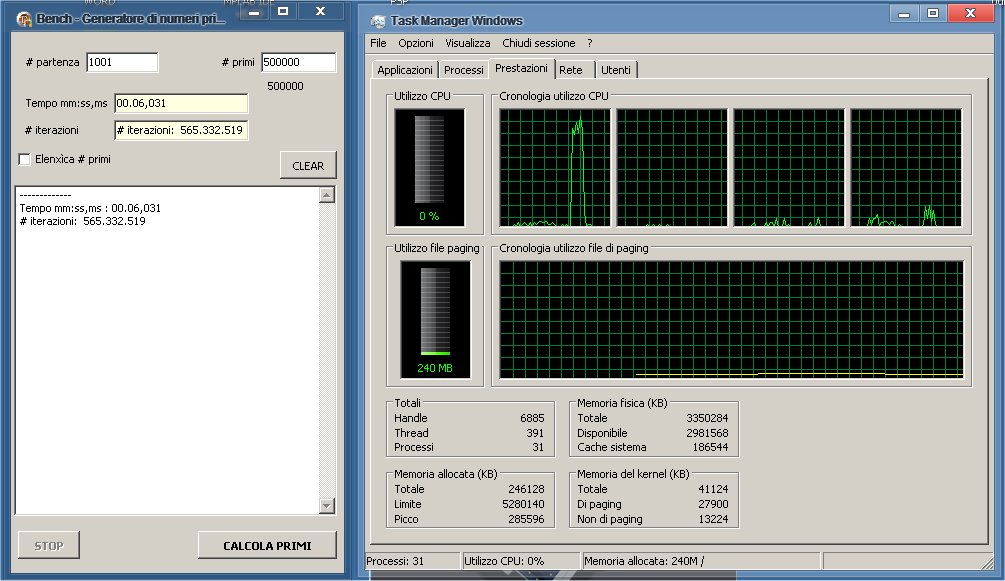 WORD
MPLAB IDE
PSP
Bench - Generatore di numeri pri...
# partenza 1001 # primi 500000
500000
Tempo mm:ss,ms 00.06,031
# iterazioni # iterazioni: 565.332.519
Elenxìca # primi
CLEAR
-------------
Tempo mm:ss,ms : 00.06,031
# iterazioni: 565.332.519
STOP CALCOLA PRIMI
Task Manager Windows
File Opzioni Visualizza Chiudi sessione ?
Applicazioni Processi Prestazioni Rete Utenti
Utilizzo CPU Cronologia utilizzo CPU
0 %
Utilizzo file paging Cronologia utilizzo file di paging
240 MB
Totali
Handle 6885
Thread 391
Processi 31
Memoria fisica (KB)
Totale 3350284
Disponibile 2981568
Cache sistema 186544
Memoria allocata (KB)
Totale 246128
Limite 5280140
Picco 285596
Memoria del kernel (KB)
Totale 41124
Di paging 27900
Non di paging 13224
Processi: 31 Utilizzo CPU: 0% Memoria allocata: 240M /